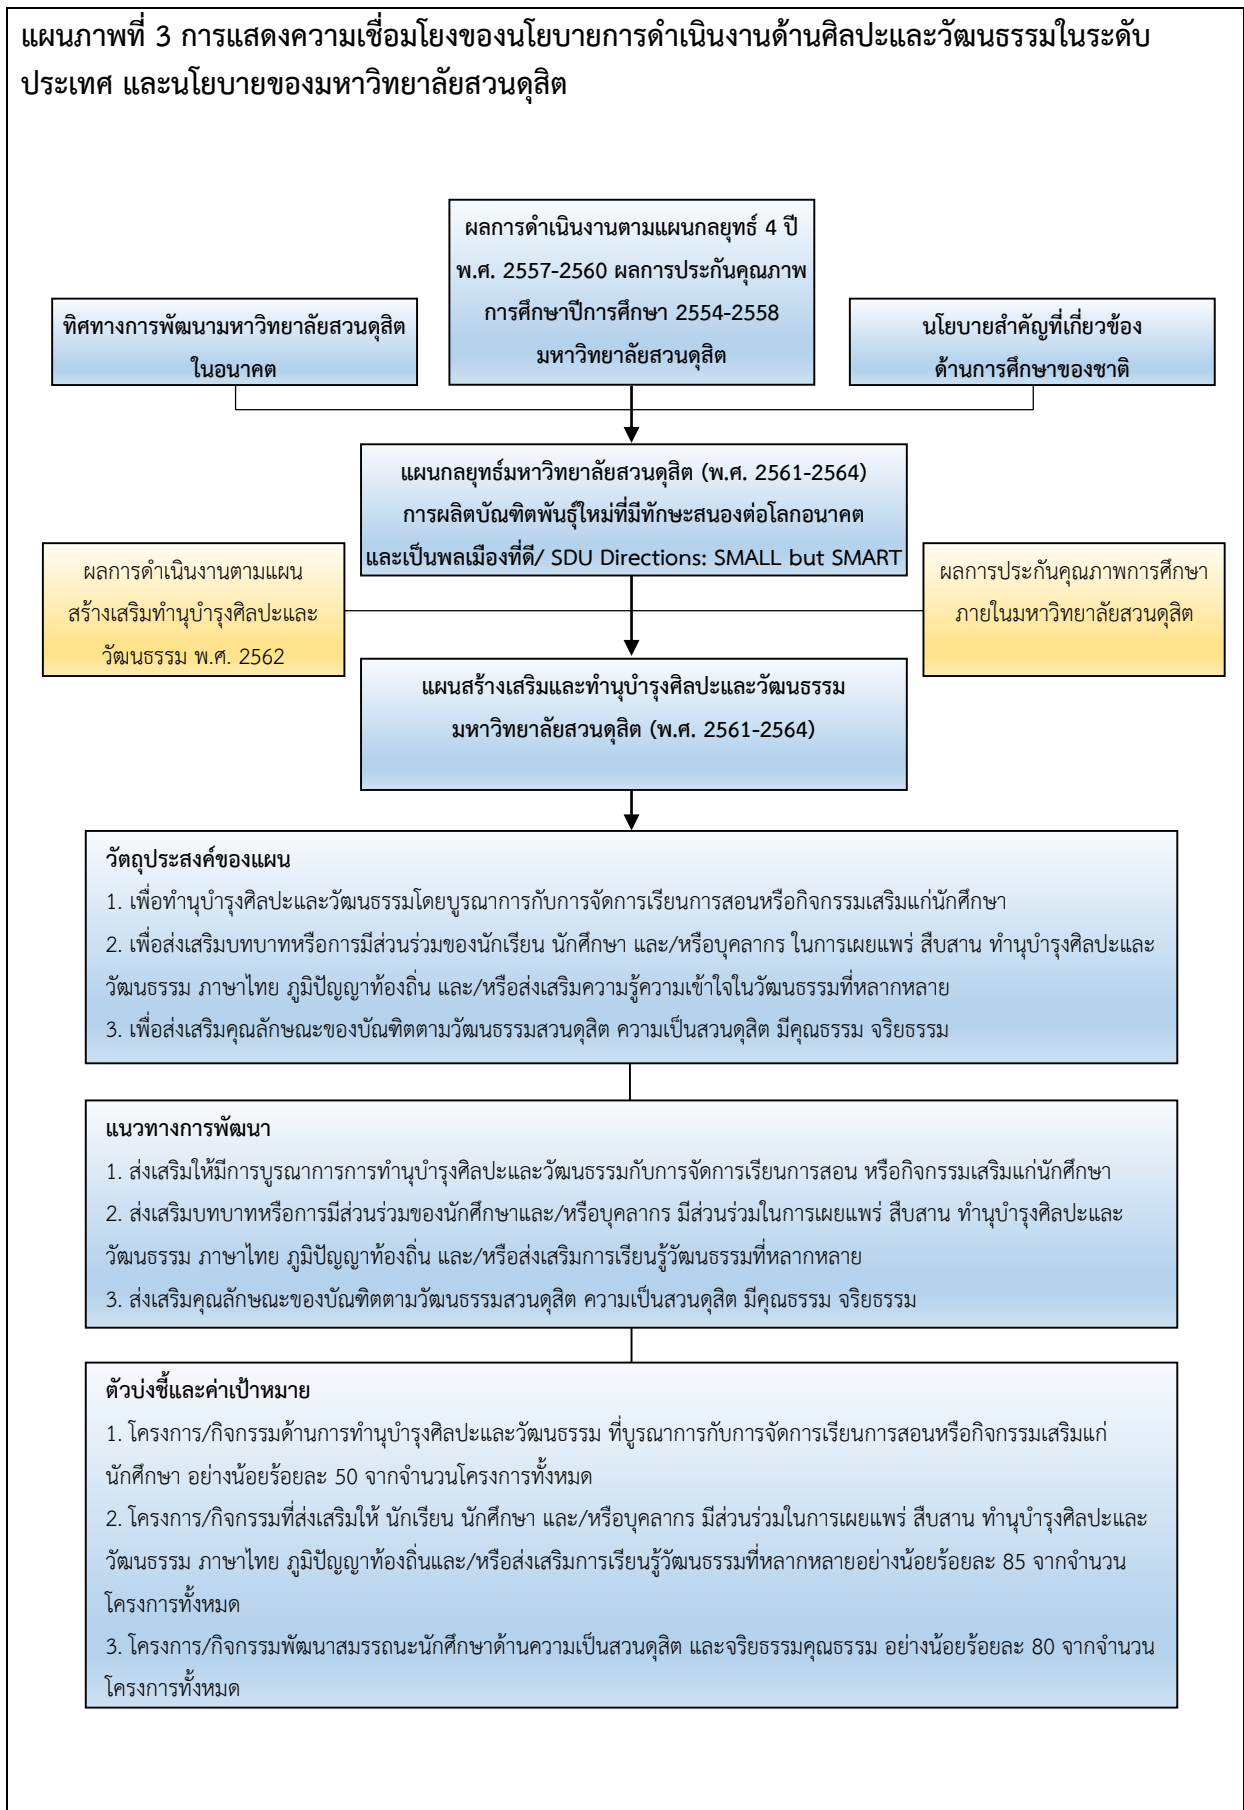 แผนภาพที่ 3 การแสดงความเชื่อมโยงของนโยบายการดำเนินงานด้านศิลปะและวัฒนธรรมในระดับ
ประเทศ และนโยบายของมหาวิทยาลัยสวนดุสิต
ผลการดำเนินงานตามแผนกลยุทธ์ 4 ปี
พ.ศ. 2557-2560 ผลการประกันคุณภาพ
การศึกษาปีการศึกษา 2554-2558
มหาวิทยาลัยสวนดุสิต
ทิศทางการพัฒนามหาวิทยาลัยสวนดุสิต
ในอนาคต
นโยบายสำคัญที่เกี่ยวข้อง
ด้านการศึกษาของชาติ
แผนกลยุทธ์มหาวิทยาลัยสวนดุสิต (พ.ศ. 2561-2564)
การผลิตบัณฑิตพันธุ์ใหม่ที่มีทักษะสนองต่อโลกอนาคต
และเป็นพลเมืองที่ดี/ SDU Directions: SMALL but SMART
ผลการดำเนินงานตามแผน
สร้างเสริมทำนุบำรุงศิลปะและ
วัฒนธรรม พ.ศ. 2562
ผลการประกันคุณภาพการศึกษา
ภายในมหาวิทยาลัยสวนดุสิต
แผนสร้างเสริมและทำนุบำรุงศิลปะและวัฒนธรรม
มหาวิทยาลัยสวนดุสิต (พ.ศ. 2561-2564)
วัตถุประสงค์ของแผน
1. เพื่อทำนุบำรุงศิลปะและวัฒนธรรมโดยบูรณาการกับการจัดการเรียนการสอนหรือกิจกรรมเสริมแก่นักศึกษา
2. เพื่อส่งเสริมบทบาทหรือการมีส่วนร่วมของนักเรียน นักศึกษา และ/หรือบุคลากร ในการเผยแพร่ สืบสาน ทำนุบำรุงศิลปะและ
วัฒนธรรม ภาษาไทย ภูมิปัญญาท้องถิ่น และ/หรือส่งเสริมความรู้ความเข้าใจในวัฒนธรรมที่หลากหลาย
3. เพื่อส่งเสริมคุณลักษณะของบัณฑิตตามวัฒนธรรมสวนดุสิต ความเป็นสวนดุสิต มีคุณธรรม จริยธรรม
แนวทางการพัฒนา
1. ส่งเสริมให้มีการบูรณาการการทำนุบำรุงศิลปะและวัฒนธรรมกับการจัดการเรียนการสอน หรือกิจกรรมเสริมแก่นักศึกษา
2. ส่งเสริมบทบาทหรือการมีส่วนร่วมของนักศึกษาและ/หรือบุคลากร มีส่วนร่วมในการเผยแพร่ สืบสาน ทำนุบำรุงศิลปะและ
วัฒนธรรม ภาษาไทย ภูมิปัญญาท้องถิ่น และ/หรือส่งเสริมการเรียนรู้วัฒนธรรมที่หลากหลาย
3. ส่งเสริมคุณลักษณะของบัณฑิตตามวัฒนธรรมสวนดุสิต ความเป็นสวนดุสิต มีคุณธรรม จริยธรรม
ตัวบ่งชี้และค่าเป้าหมาย
1. โครงการ/กิจกรรมด้านการทำนุบำรุงศิลปะและวัฒนธรรม ที่บูรณาการกับการจัดการเรียนการสอนหรือกิจกรรมเสริมแก่
นักศึกษา อย่างน้อยร้อยละ 50 จากจำนวนโครงการทั้งหมด
2. โครงการ/กิจกรรมที่ส่งเสริมให้ นักเรียน นักศึกษา และ/หรือบุคลากร มีส่วนร่วมในการเผยแพร่ สืบสาน ทำนุบำรุงศิลปะและ
วัฒนธรรม ภาษาไทย ภูมิปัญญาท้องถิ่นและ/หรือส่งเสริมการเรียนรู้วัฒนธรรมที่หลากหลายอย่างน้อยร้อยละ 85 จากจำนวน
โครงการทั้งหมด
3. โครงการ/กิจกรรมพัฒนาสมรรถนะนักศึกษาด้านความเป็นสวนดุสิต และจริยธรรมคุณธรรม อย่างน้อยร้อยละ 80 จากจำนวน
โครงการทั้งหมด